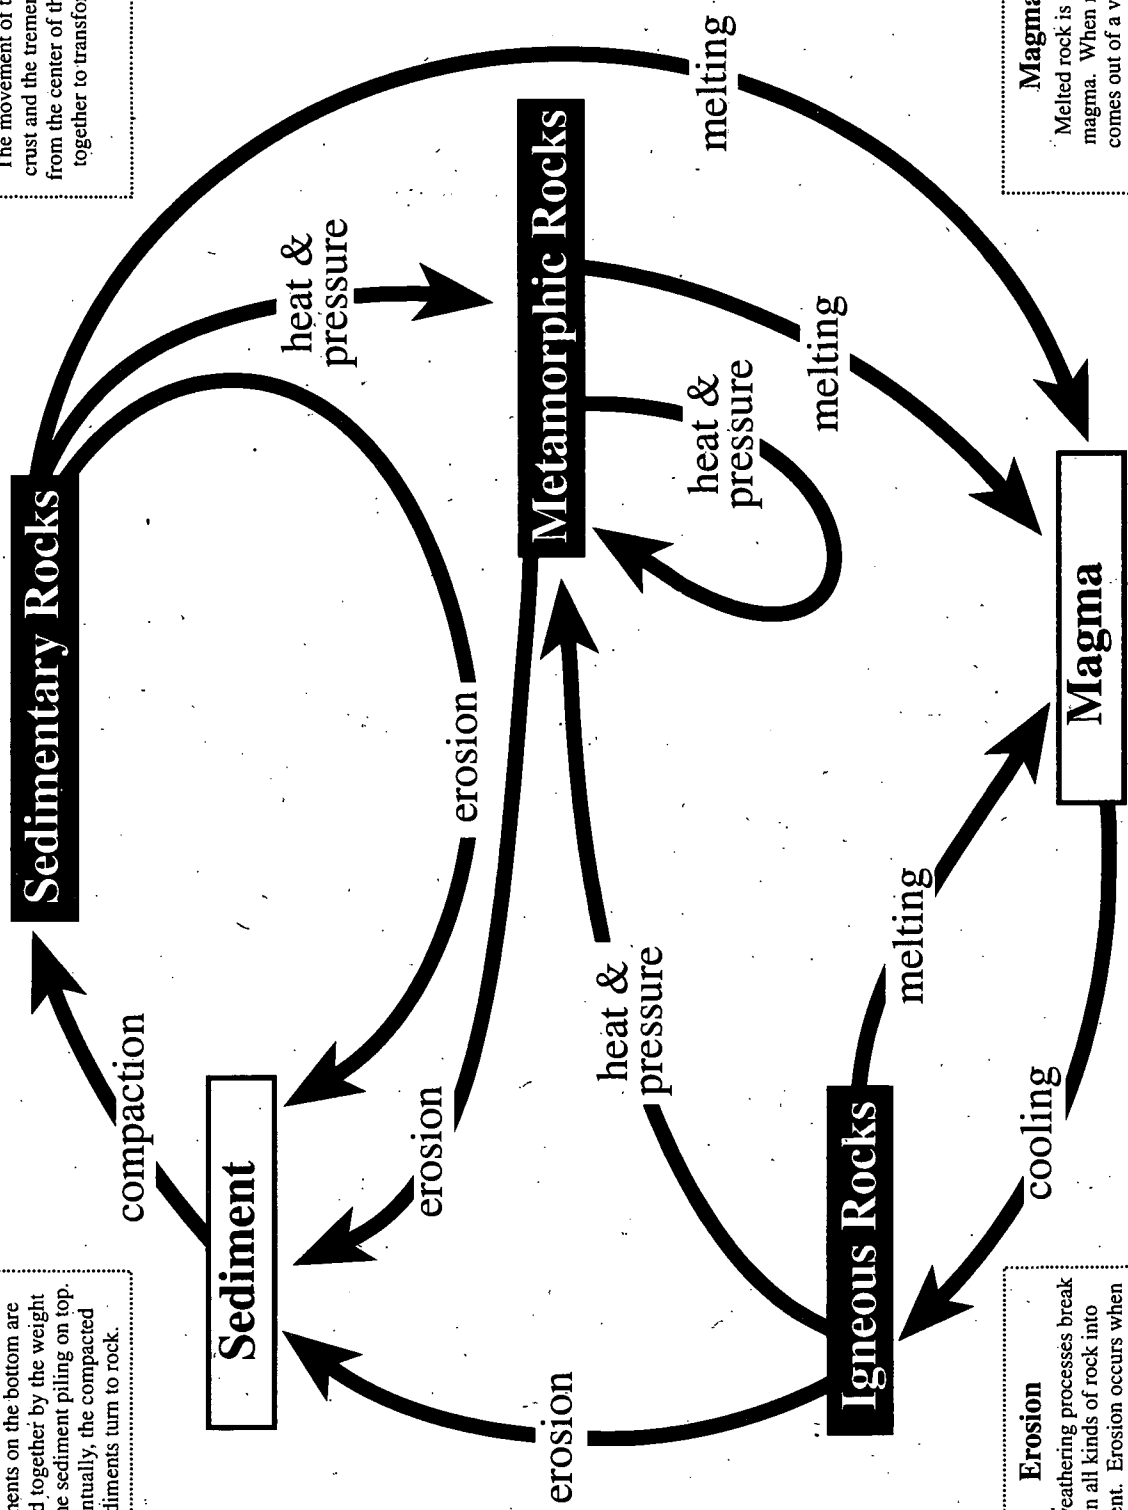 ments on the bottom are
d together by the weight
ne sediment piling on top.
ntually, the compacted
diments turn to rock.
The movement of t
crust and the tremen
from the center of th
together to transfor
Sedimentary Rocks
compaction
Sediment
heat &
pressure
erosion
erosion
Metamorphic Rocks
erosion
heat &
pressure
heat &
pressure
melting
melting
Igneous Rocks
melting
cooling
Magma
Erosion
eathering processes break
n all kinds of rock into
ent. Erosion occurs when
Magma
Melted rock is
magma. When
comes out of a v